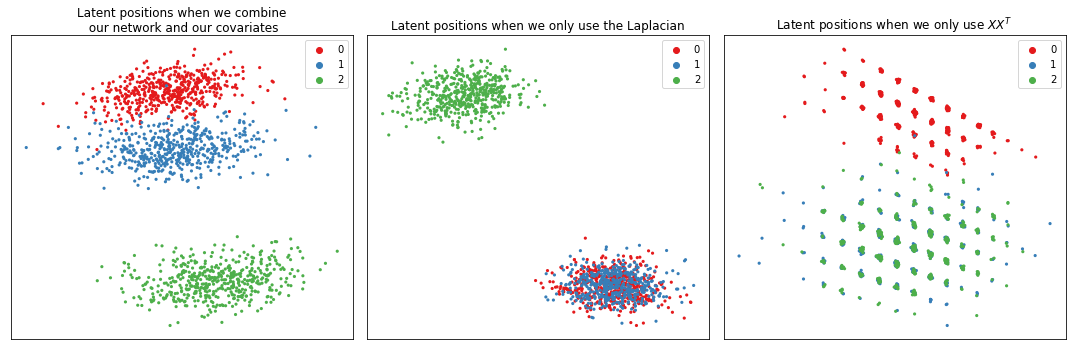 Latent positions when we combine
our network and our covariates
0
1
2
Latent positions when we only use the Laplacian
0
1
2
Latent positions when we only use XXᵀ
0
1
2